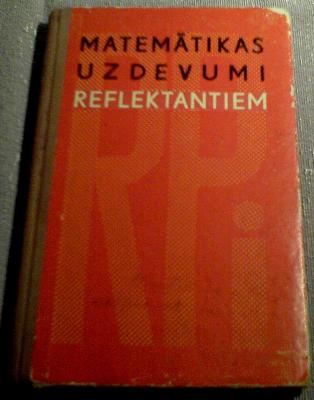 MATEMĀTIKAS
UZDEVUMI
REFLEKTANTIEM
RPi